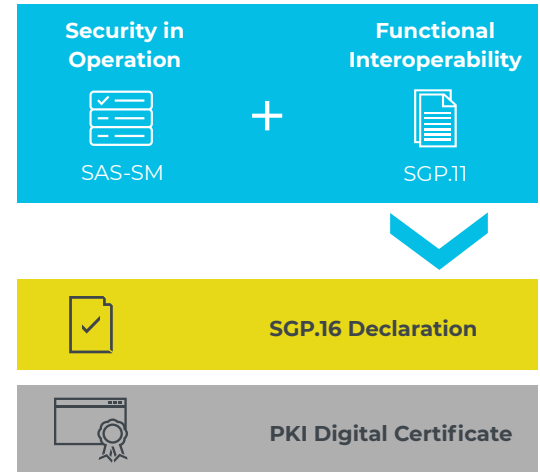 Security in
Operation
Functional
Interoperability
+
SAS-SM
SGP.11
SGP.16 Declaration
PKI Digital Certificate